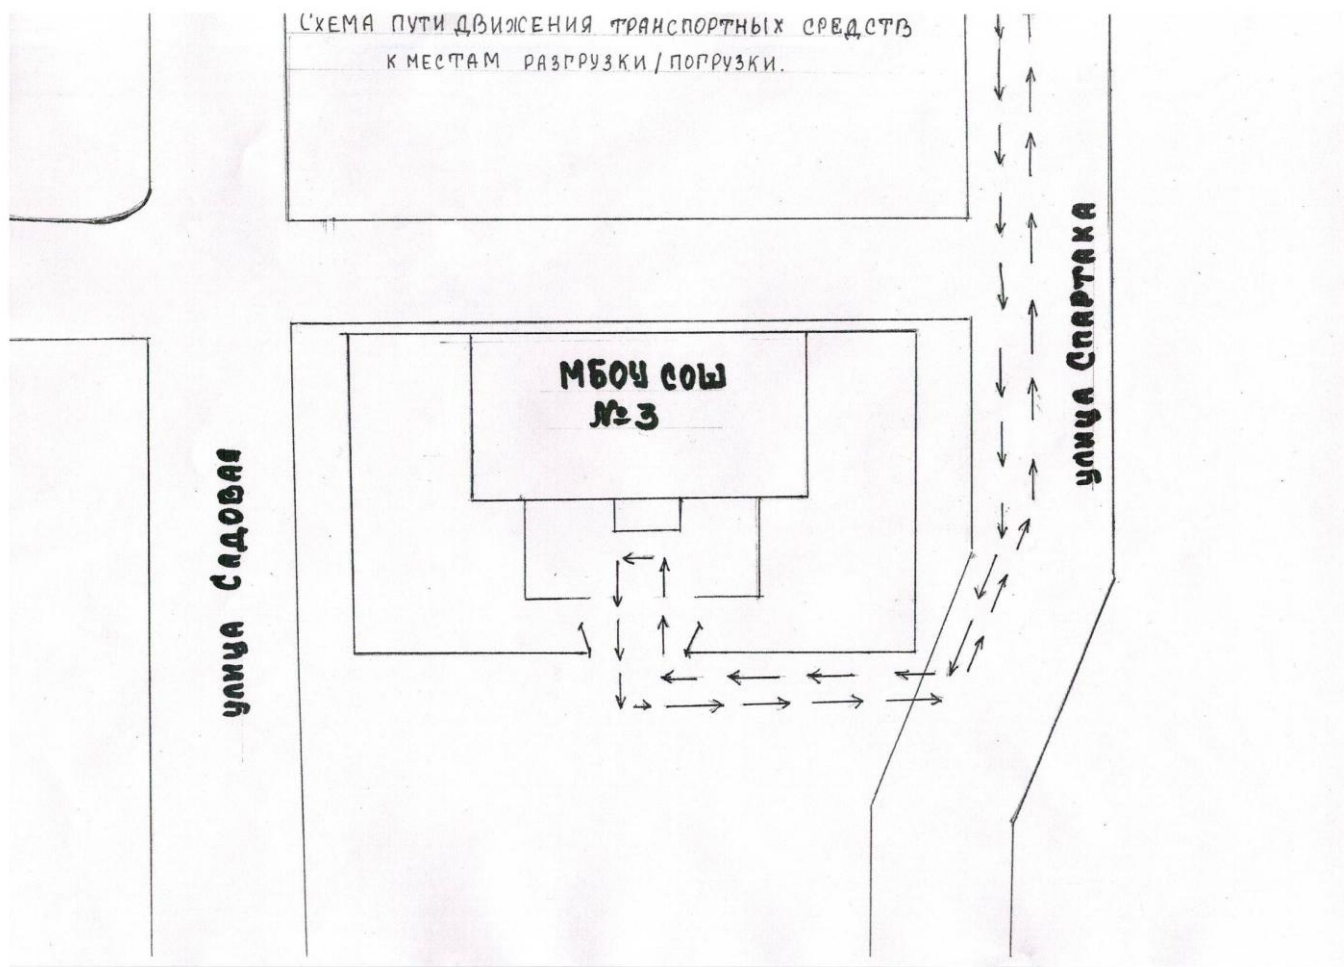 Схема пути движения транспортных средств
к местам разгрузки/погрузки.
МБОУ СОШ
№3
улица Спартака
улица Садовая